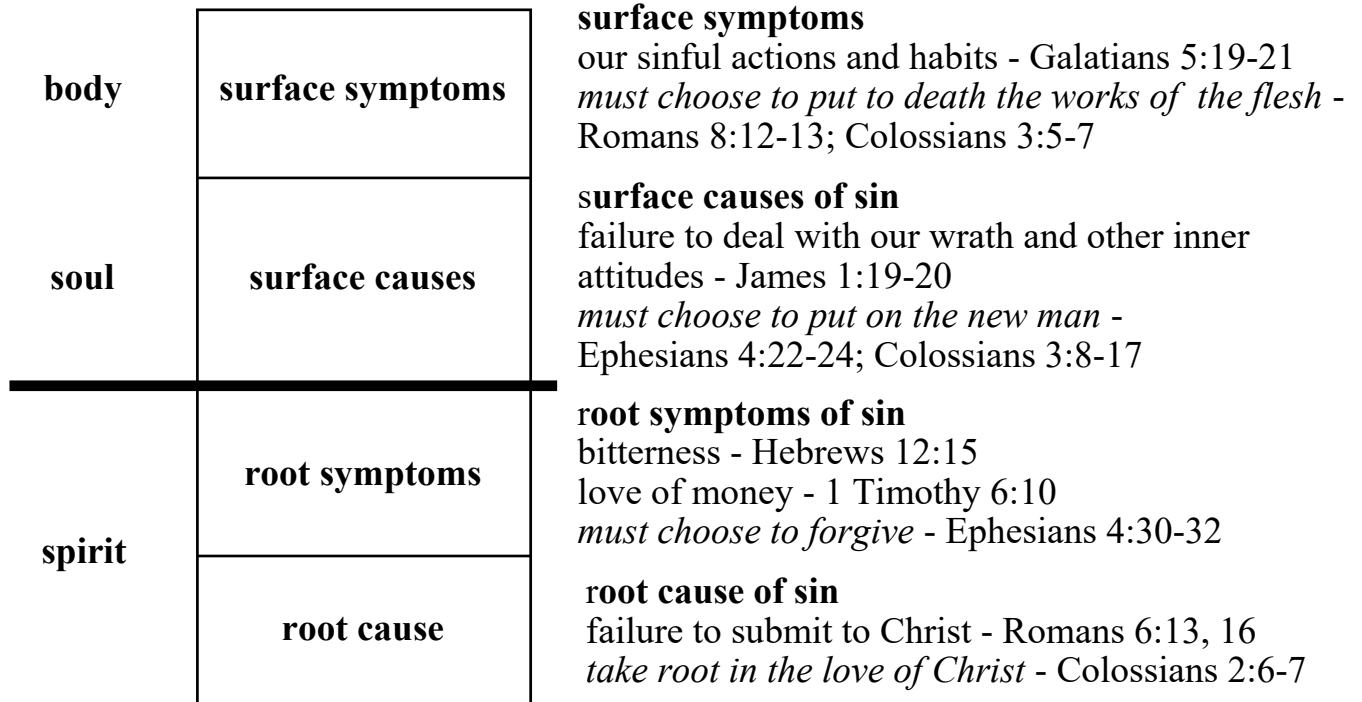 body
surface symptoms
surface symptoms
our sinful actions and habits - Galatians 5:19-21
must choose to put to death the works of the flesh -
Romans 8:12-13; Colossians 3:5-7
soul
surface causes
surface causes of sin
failure to deal with our wrath and other inner
attitudes - James 1:19-20
must choose to put on the new man -
Ephesians 4:22-24; Colossians 3:8-17
spirit
root symptoms
root symptoms of sin
bitterness - Hebrews 12:15
love of money - 1 Timothy 6:10
must choose to forgive - Ephesians 4:30-32
root cause
root cause of sin
failure to submit to Christ - Romans 6:13, 16
take root in the love of Christ - Colossians 2:6-7